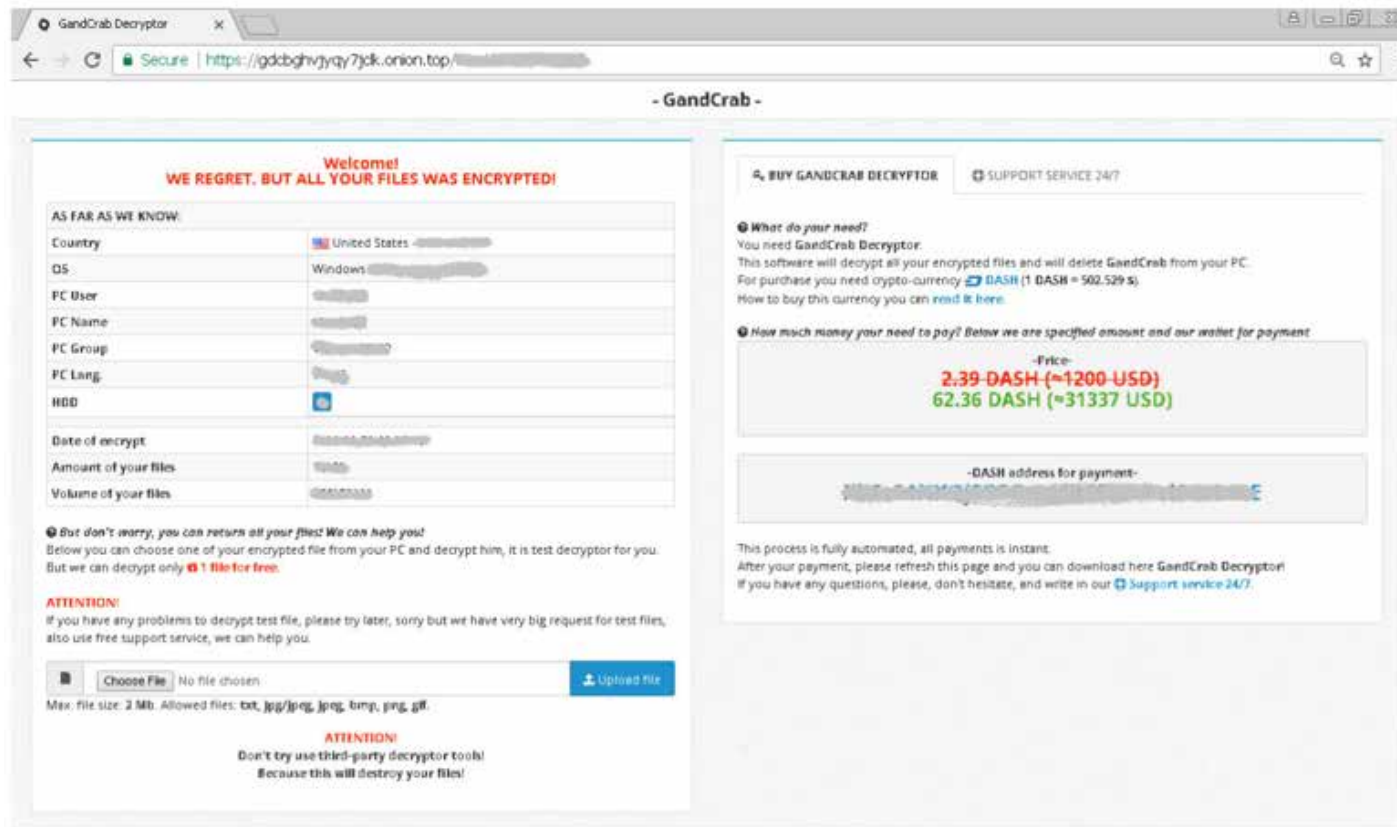 GandCrab Decryptor
Secure | https://gdcbghvjyqy7jclk.onion.top/
- GandCrab -
Welcome!
WE REGRET, BUT ALL YOUR FILES WAS ENCRYPTED!
AS FAR AS WE KNOW:
Country United States -
OS Windows
PC User
PC Name
PC Group
PC Lang.
HDD
Date of encrypt
Amount of your files
Volume of your files
But don't worry, you can return all your files! We can help you!
Below you can choose one of your encrypted file from your PC and decrypt him, it is test decryptor for you.
But we can decrypt only 1 file for free.
ATTENTION!
If you have any problems to decrypt test file, please try later, sorry but we have very big request for test files,
also use free support service, we can help you.
Choose File No file chosen
Upload file
Max. file size: 2 Mb. Allowed files: txt, jpg/jpeg, jpeg, bmp, png, gif.
ATTENTION!
Don't try use third-party decryptor tools!
Because this will destroy your files!
BUY GANDCRAB DECRYPTOR
SUPPORT SERVICE 24/7
What do your need?
You need GandCrab Decryptor.
This software will decrypt all your encrypted files and will delete GandCrab from your PC.
For purchase you need crypto-currency DASH (1 DASH = 502.529 $).
How to buy this currency you can read it here.
How much money your need to pay? Below we are specified amount and our wallet for payment
-Price-
2.39 DASH (≈1200 USD)
62.36 DASH (≈31337 USD)
-DASH address for payment-
This process is fully automated, all payments is instant.
After your payment, please refresh this page and you can download here GandCrab Decryptor!
If you have any questions, please, don't hesitate, and write in our Support service 24/7.